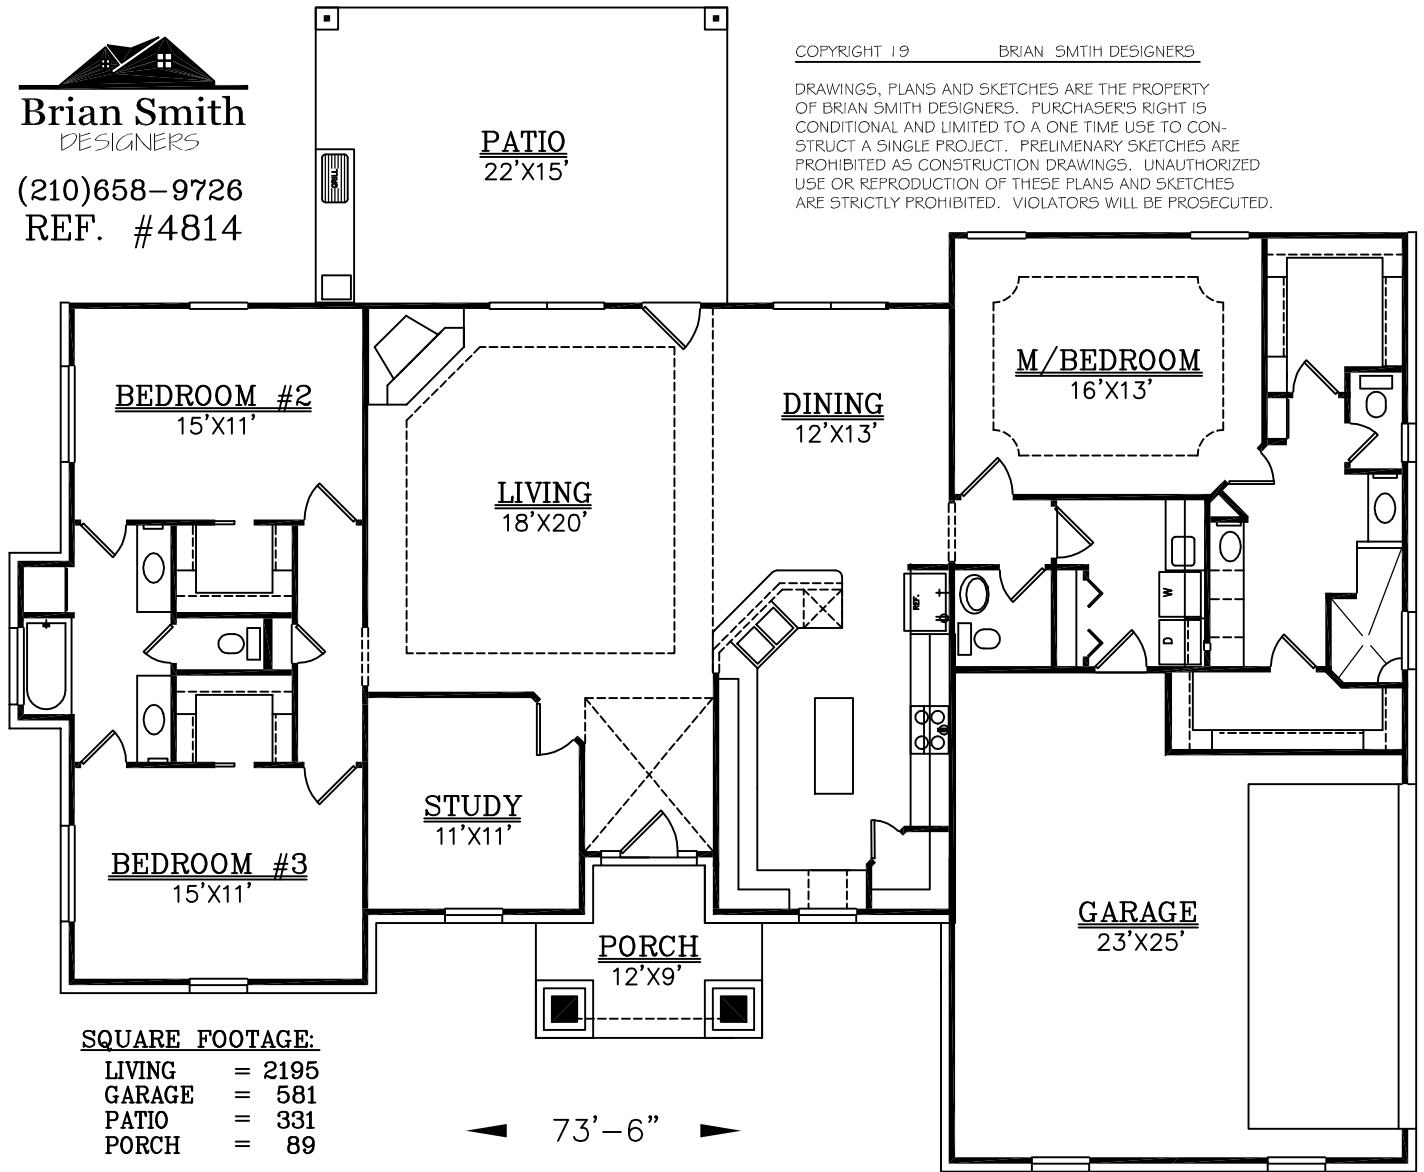 Brian Smith
DESIGNERS
(210)658-9726
REF. #4814
COPYRIGHT 19 BRIAN SMTIH DESIGNERS
DRAWINGS, PLANS AND SKETCHES ARE THE PROPERTY
OF BRIAN SMITH DESIGNERS. PURCHASER'S RIGHT IS
CONDITIONAL AND LIMITED TO A ONE TIME USE TO CON-
STRUCT A SINGLE PROJECT. PRELIMENARY SKETCHES ARE
PROHIBITED AS CONSTRUCTION DRAWINGS. UNAUTHORIZED
USE OR REPRODUCTION OF THESE PLANS AND SKETCHES
ARE STRICTLY PROHIBITED. VIOLATORS WILL BE PROSECUTED.
PATIO
22'X15'
GRILL
BEDROOM #2
15'X11'
LIVING
18'X20'
DINING
12'X13'
M/BEDROOM
16'X13'
REF.
W
D
STUDY
11'X11'
BEDROOM #3
15'X11'
PORCH
12'X9'
GARAGE
23'X25'
SQUARE FOOTAGE:
LIVING = 2195
GARAGE = 581
PATIO = 331
PORCH = 89
73'-6"